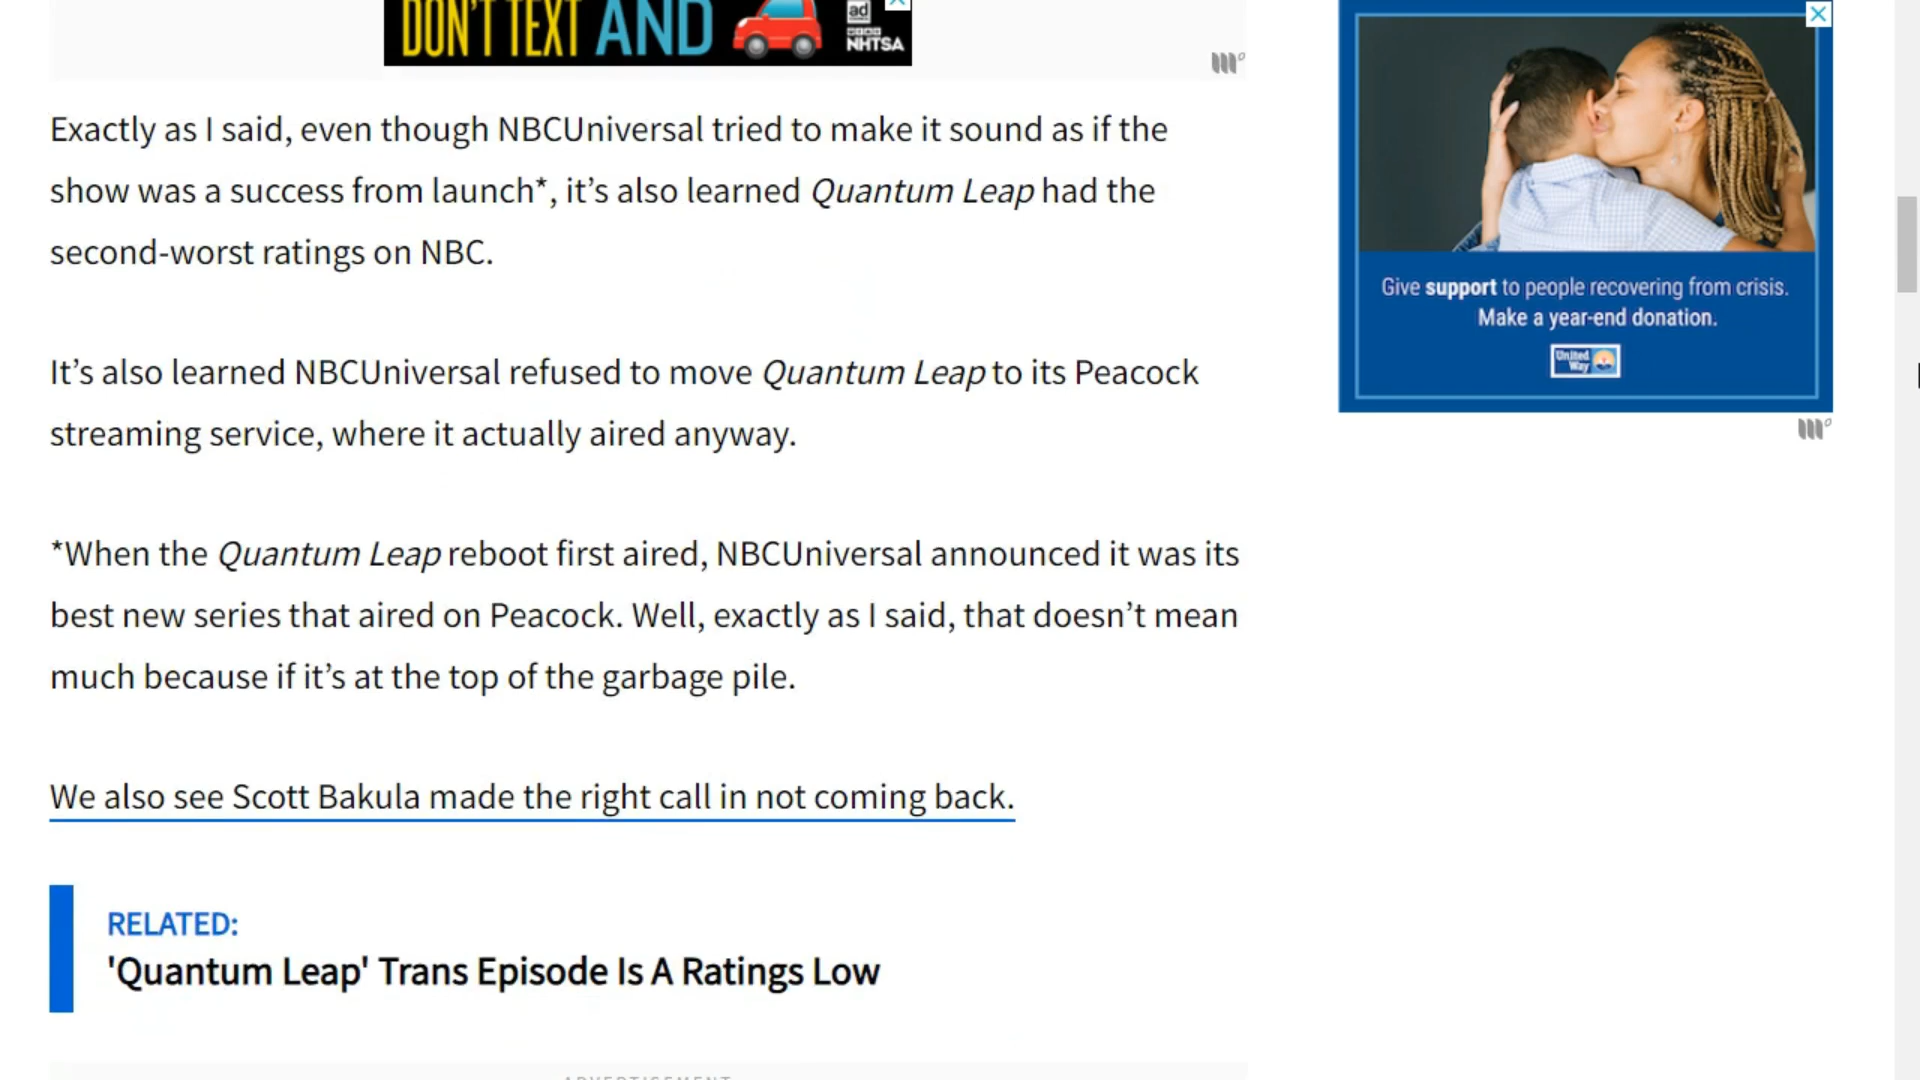 DON'T TEXT AND
ad
NHTSA
Exactly as I said, even though NBCUniversal tried to make it sound as if the
show was a success from launch*, it’s also learned Quantum Leap had the
second-worst ratings on NBC.
It’s also learned NBCUniversal refused to move Quantum Leap to its Peacock
streaming service, where it actually aired anyway.
*When the Quantum Leap reboot first aired, NBCUniversal announced it was its
best new series that aired on Peacock. Well, exactly as I said, that doesn’t mean
much because if it’s at the top of the garbage pile.
We also see Scott Bakula made the right call in not coming back.
RELATED:
'Quantum Leap' Trans Episode Is A Ratings Low
ADVERTISEMENT
Give support to people recovering from crisis.
Make a year-end donation.
United
Way